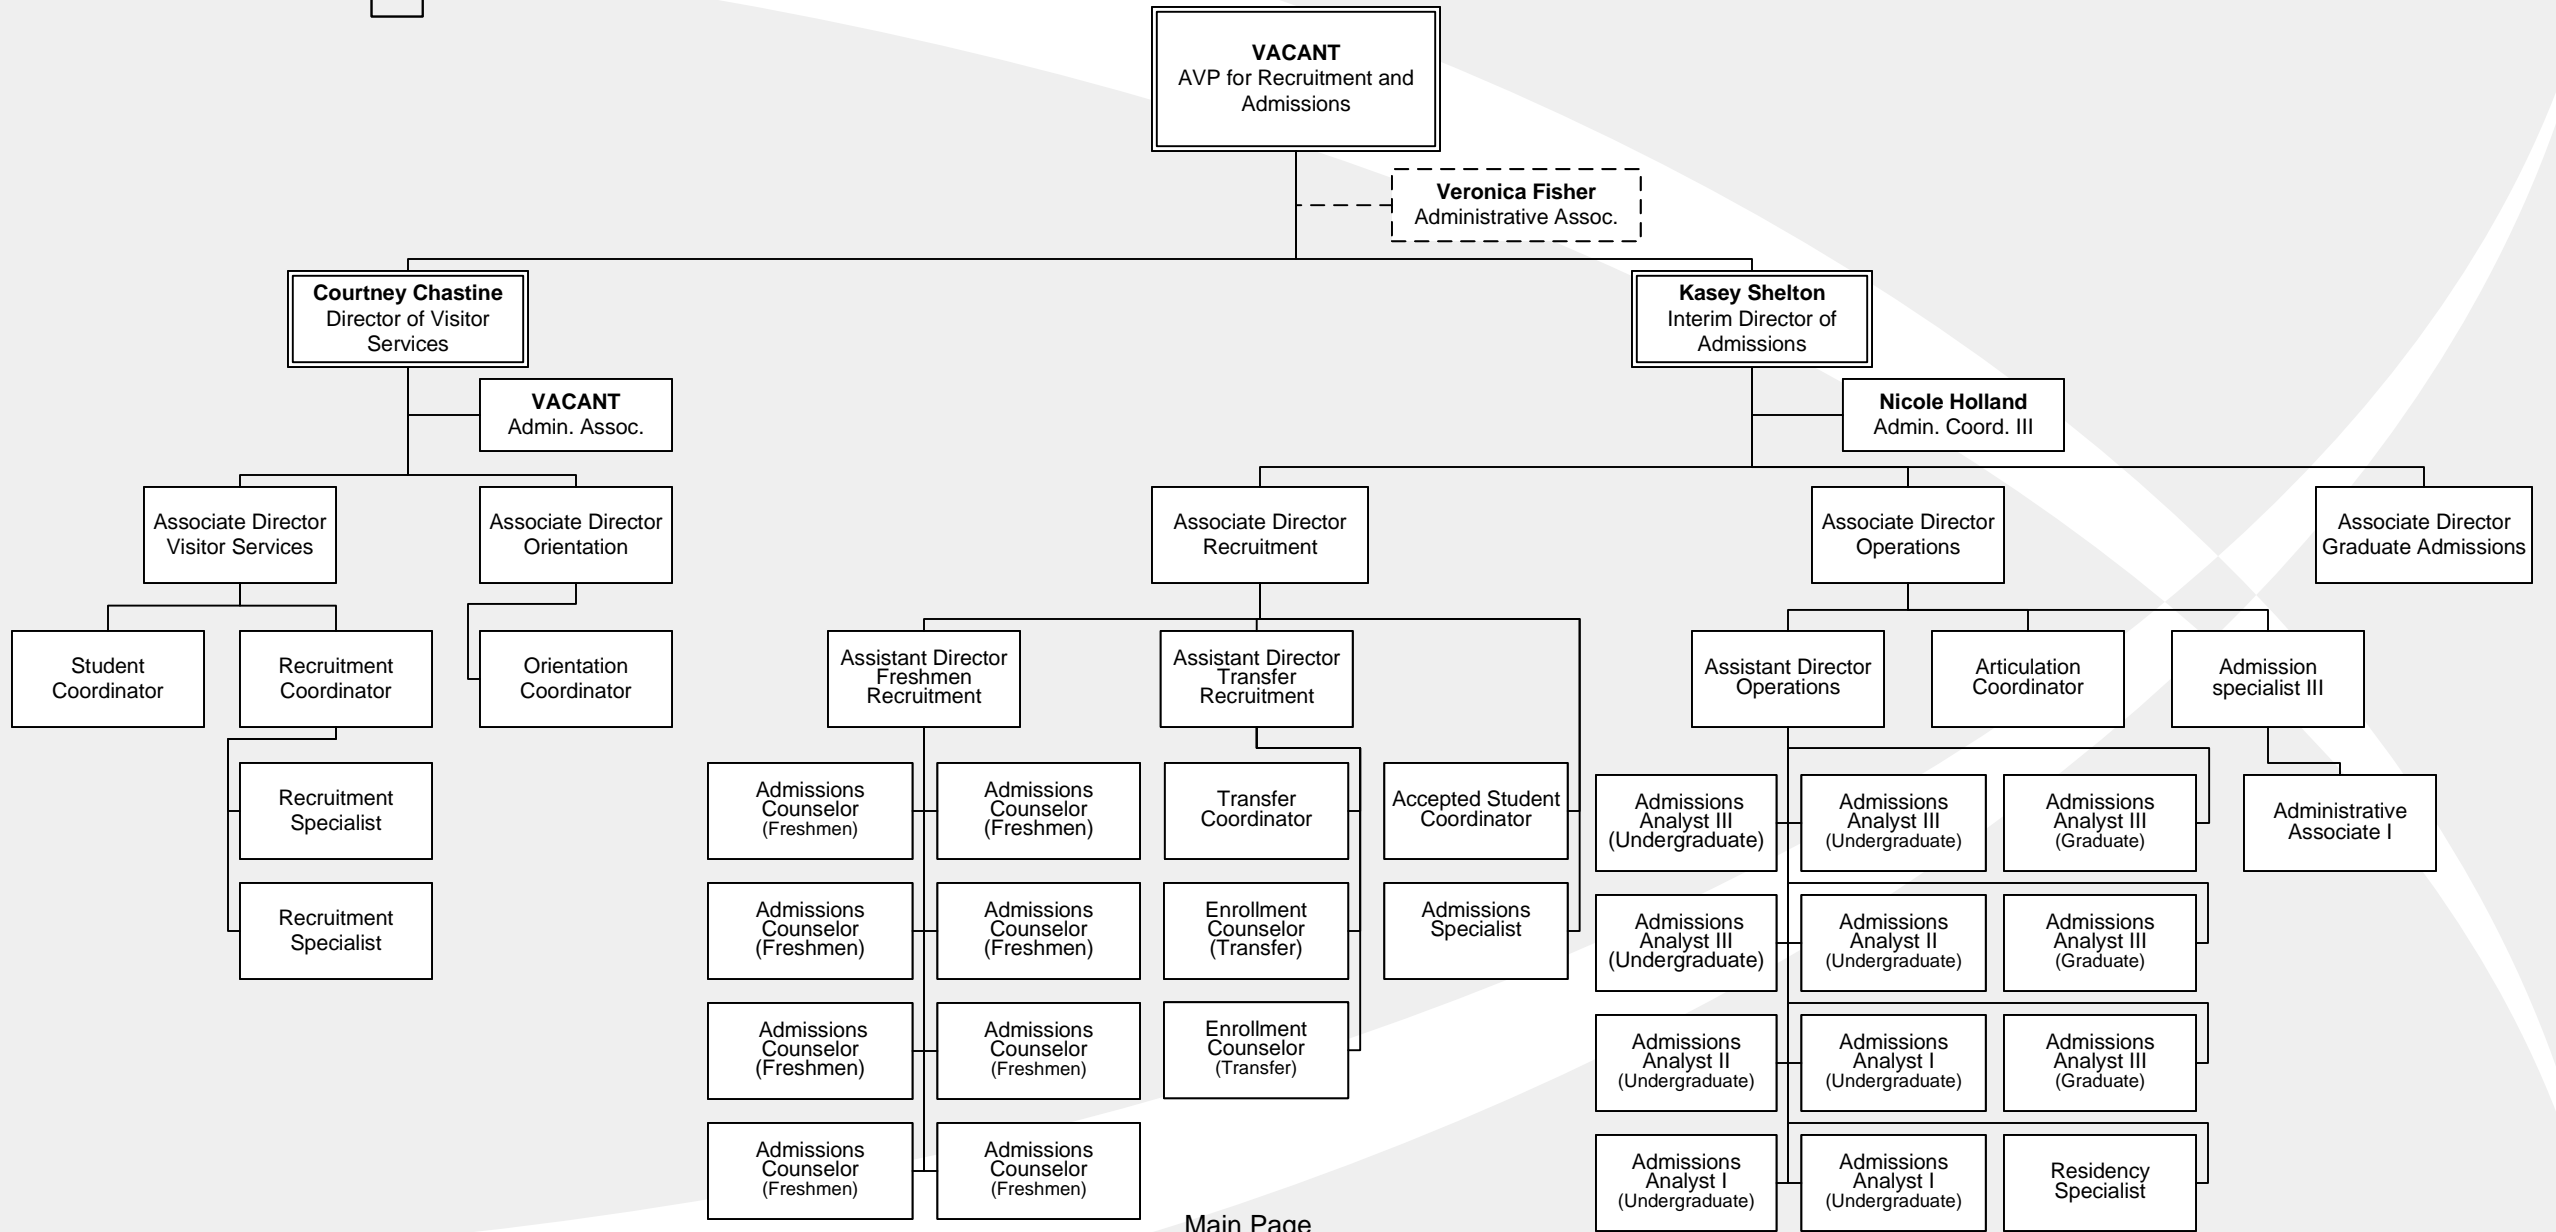 VACANT
AVP for Recruitment and
Admissions
Veronica Fisher
Administrative Assoc.
Courtney Chastine
Director of Visitor
Services
Kasey Shelton
Interim Director of
Admissions
VACANT
Admin. Assoc.
Nicole Holland
Admin. Coord. III
Associate Director
Visitor Services
Associate Director
Orientation
Associate Director
Recruitment
Associate Director
Operations
Associate Director
Graduate Admissions
Student
Coordinator
Recruitment
Coordinator
Orientation
Coordinator
Assistant Director
Freshmen
Recruitment
Assistant Director
Transfer
Recruitment
Assistant Director
Operations
Articulation
Coordinator
Admission
specialist III
Recruitment
Specialist
Admissions
Counselor
(Freshmen)
Admissions
Counselor
(Freshmen)
Transfer
Coordinator
Accepted Student
Coordinator
Admissions
Analyst III
(Undergraduate)
Admissions
Analyst III
(Undergraduate)
Admissions
Analyst III
(Graduate)
Administrative
Associate I
Recruitment
Specialist
Admissions
Counselor
(Freshmen)
Admissions
Counselor
(Freshmen)
Enrollment
Counselor
(Transfer)
Admissions
Specialist
Admissions
Analyst III
(Undergraduate)
Admissions
Analyst II
(Undergraduate)
Admissions
Analyst III
(Graduate)
Admissions
Counselor
(Freshmen)
Admissions
Counselor
(Freshmen)
Enrollment
Counselor
(Transfer)
Admissions
Analyst II
(Undergraduate)
Admissions
Analyst I
(Undergraduate)
Admissions
Analyst III
(Graduate)
Admissions
Counselor
(Freshmen)
Admissions
Counselor
(Freshmen)
Admissions
Analyst I
(Undergraduate)
Admissions
Analyst I
(Undergraduate)
Residency
Specialist
Main Page